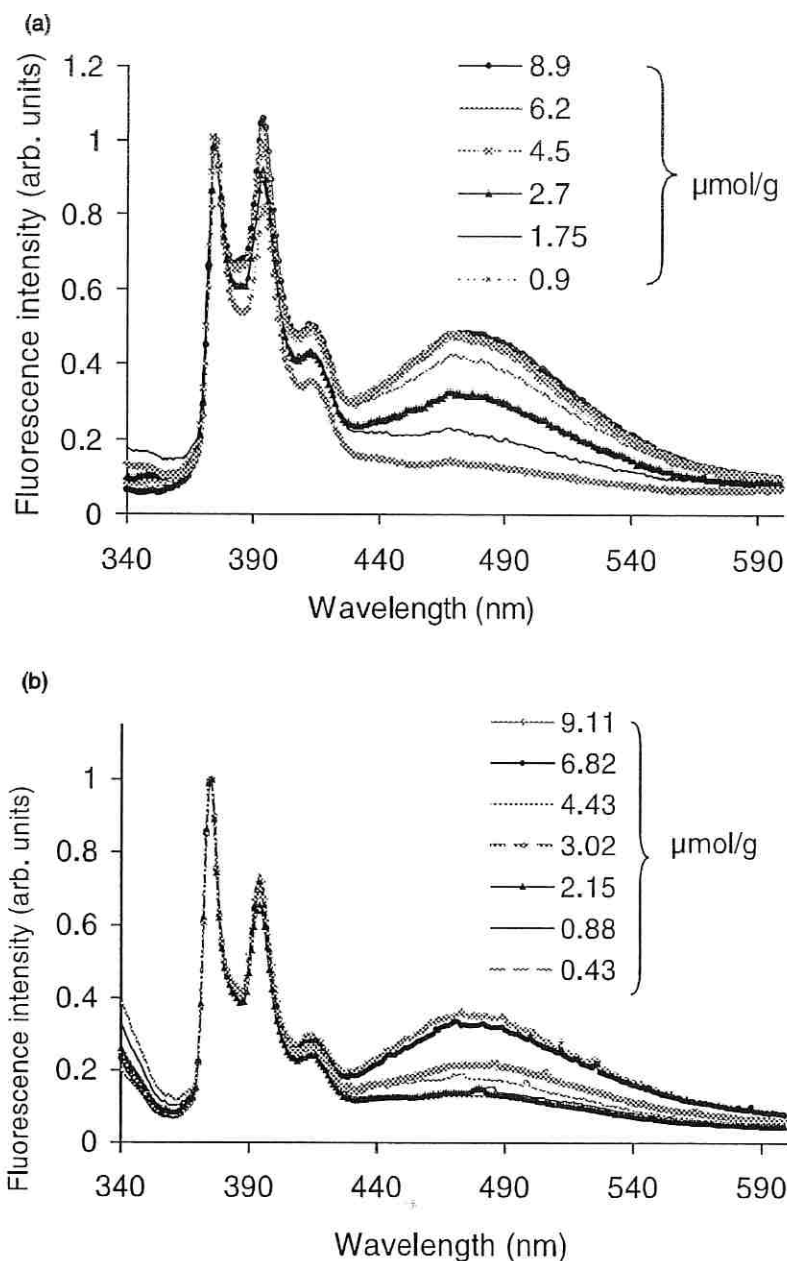 (a)
1.2
1
0.8
0.6
0.4
0.2
0
Fluorescence intensity (arb. units)
8.9
6.2
4.5
2.7
1.75
0.9
µmol/g
340 390 440 490 540 590
Wavelength (nm)
(b)
1
0.8
0.6
0.4
0.2
0
Fluorescence intensity (arb. units)
9.11
6.82
4.43
3.02
2.15
0.88
0.43
µmol/g
340 390 440 490 540 590
Wavelength (nm)